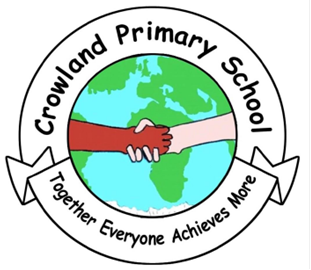 Crowland Primary School
Together Everyone Achieves More